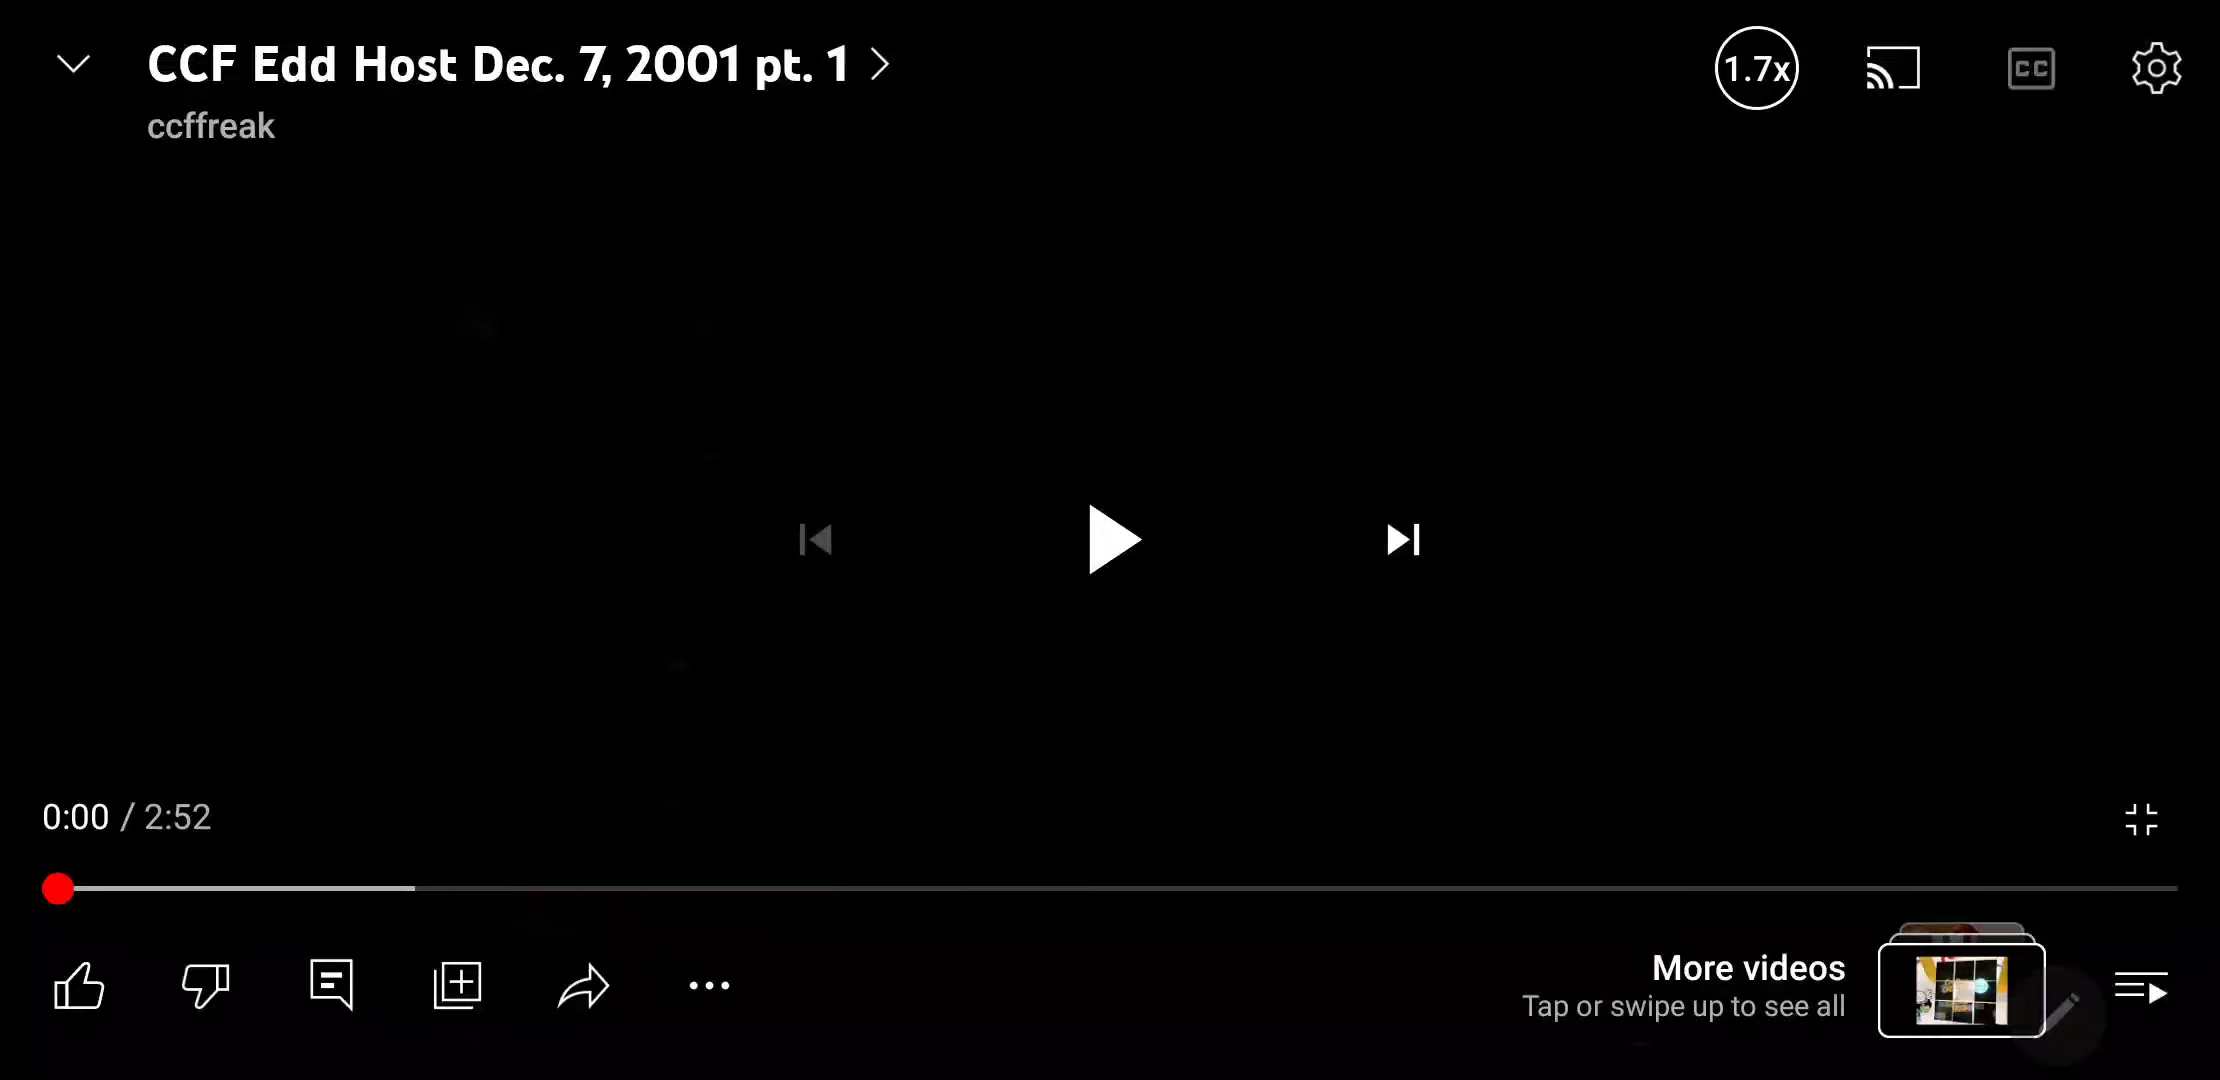 CCF Edd Host Dec. 7, 2001 pt. 1
ccffreak
1.7x
CC
0:00 / 2:52
More videos
Tap or swipe up to see all